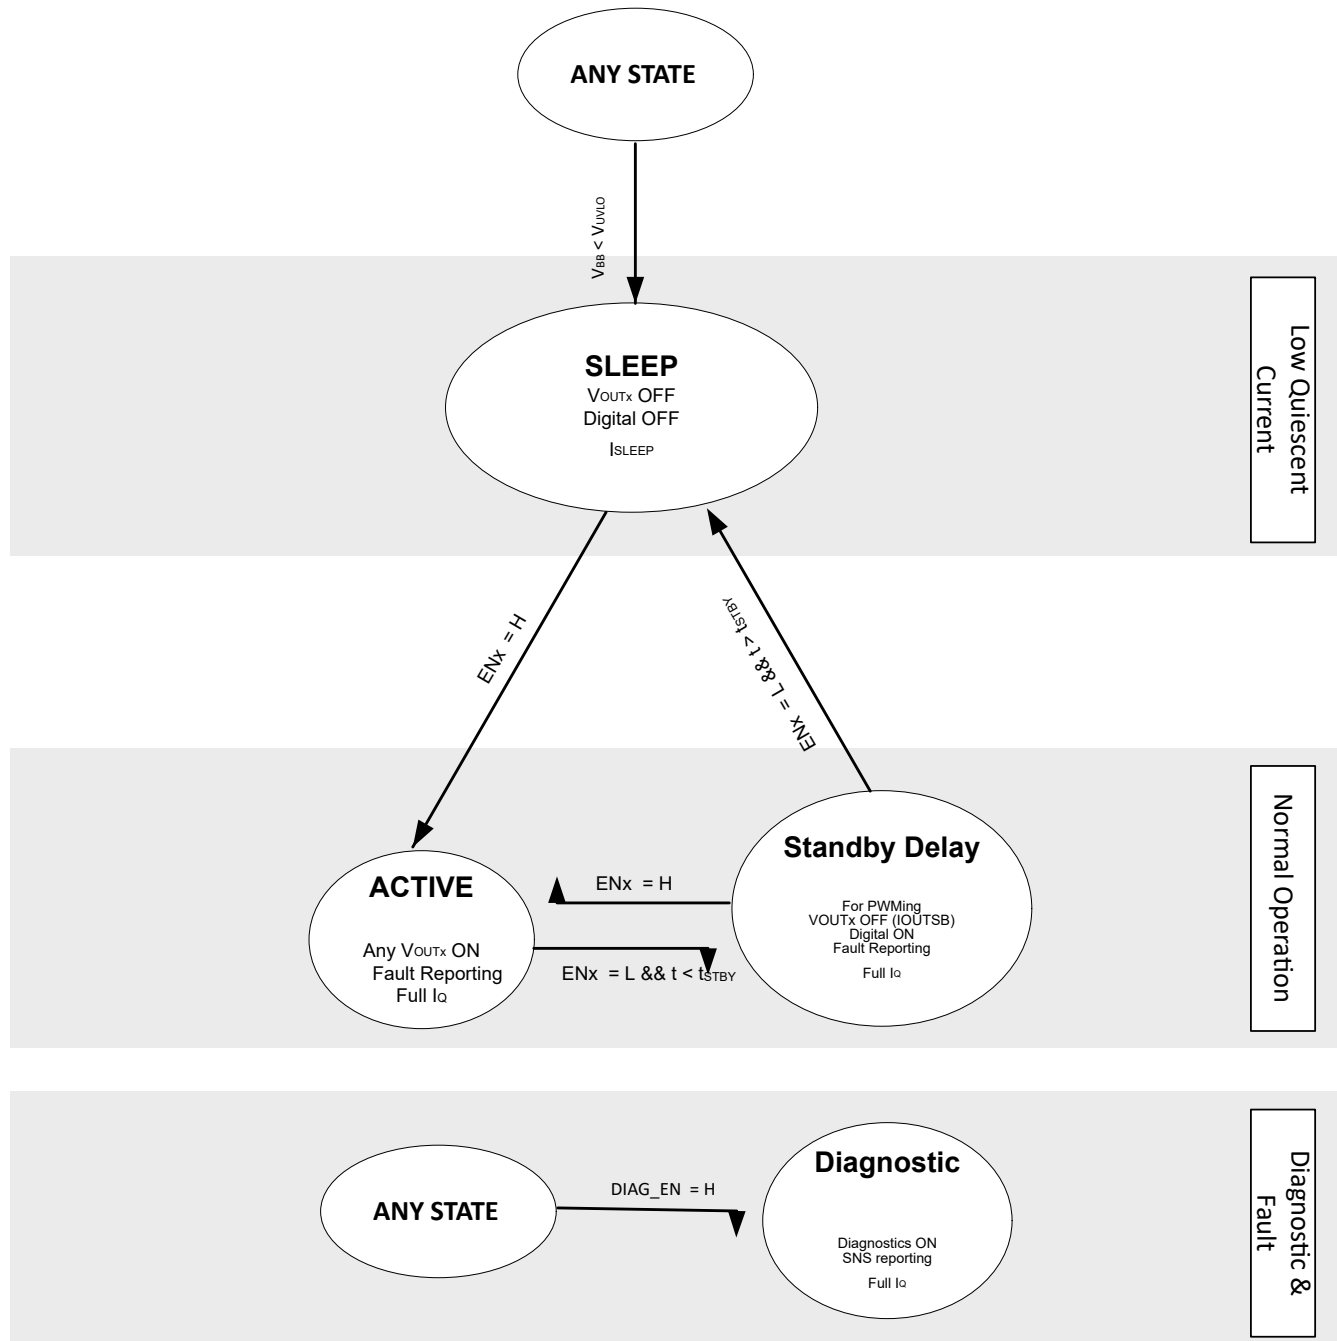 ANY STATE
VBB < VUVLO
SLEEP
VOUTx OFF
Digital OFF
ISLEEP
Low Quiescent
Current
ENx = H
ENx = L && t > tSTBY
ACTIVE
Any VOUTx ON
Fault Reporting
Full IQ
ENx = H
ENx = L && t < tSTBY
Standby Delay
For PWMing
VOUTx OFF (IOUTSB)
Digital ON
Fault Reporting
Full IQ
Normal Operation
ANY STATE
DIAG_EN = H
Diagnostic
Diagnostics ON
SNS reporting
Full IQ
Diagnostic &
Fault